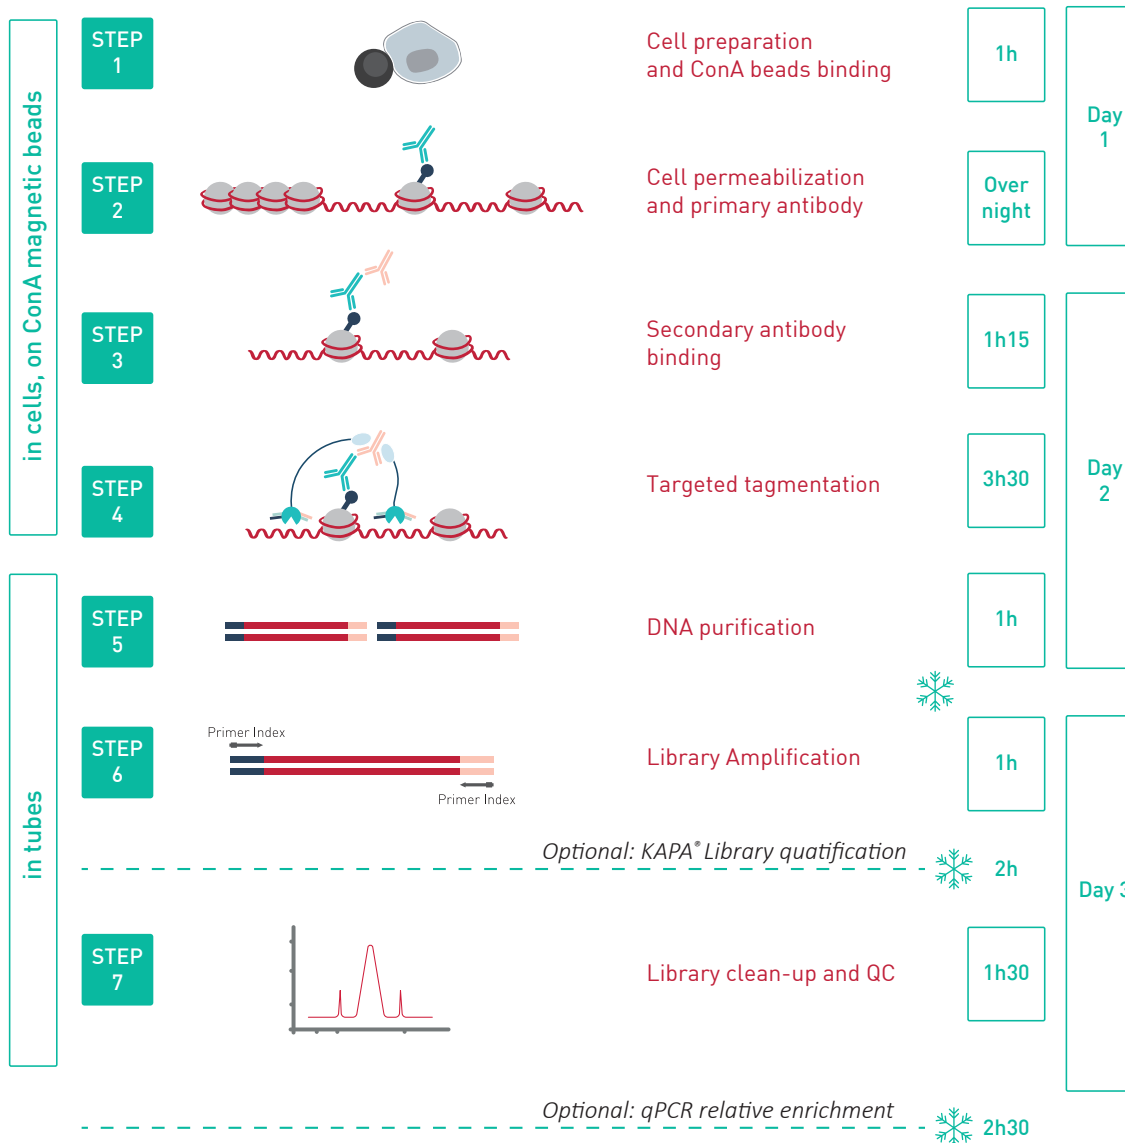 in cells, on ConA magnetic beads
STEP
1
Cell preparation
and ConA beads binding
1h
Day
1
STEP
2
Cell permeabilization
and primary antibody
Over
night
STEP
3
Secondary antibody
binding
1h15
Day
2
STEP
4
Targeted tagmentation
3h30
in tubes
STEP
5
DNA purification
1h
STEP
6
Primer Index
Primer Index
Library Amplification
1h
Day 3
Optional: KAPA® Library quatification
2h
STEP
7
Library clean-up and QC
1h30
Optional: qPCR relative enrichment
2h30